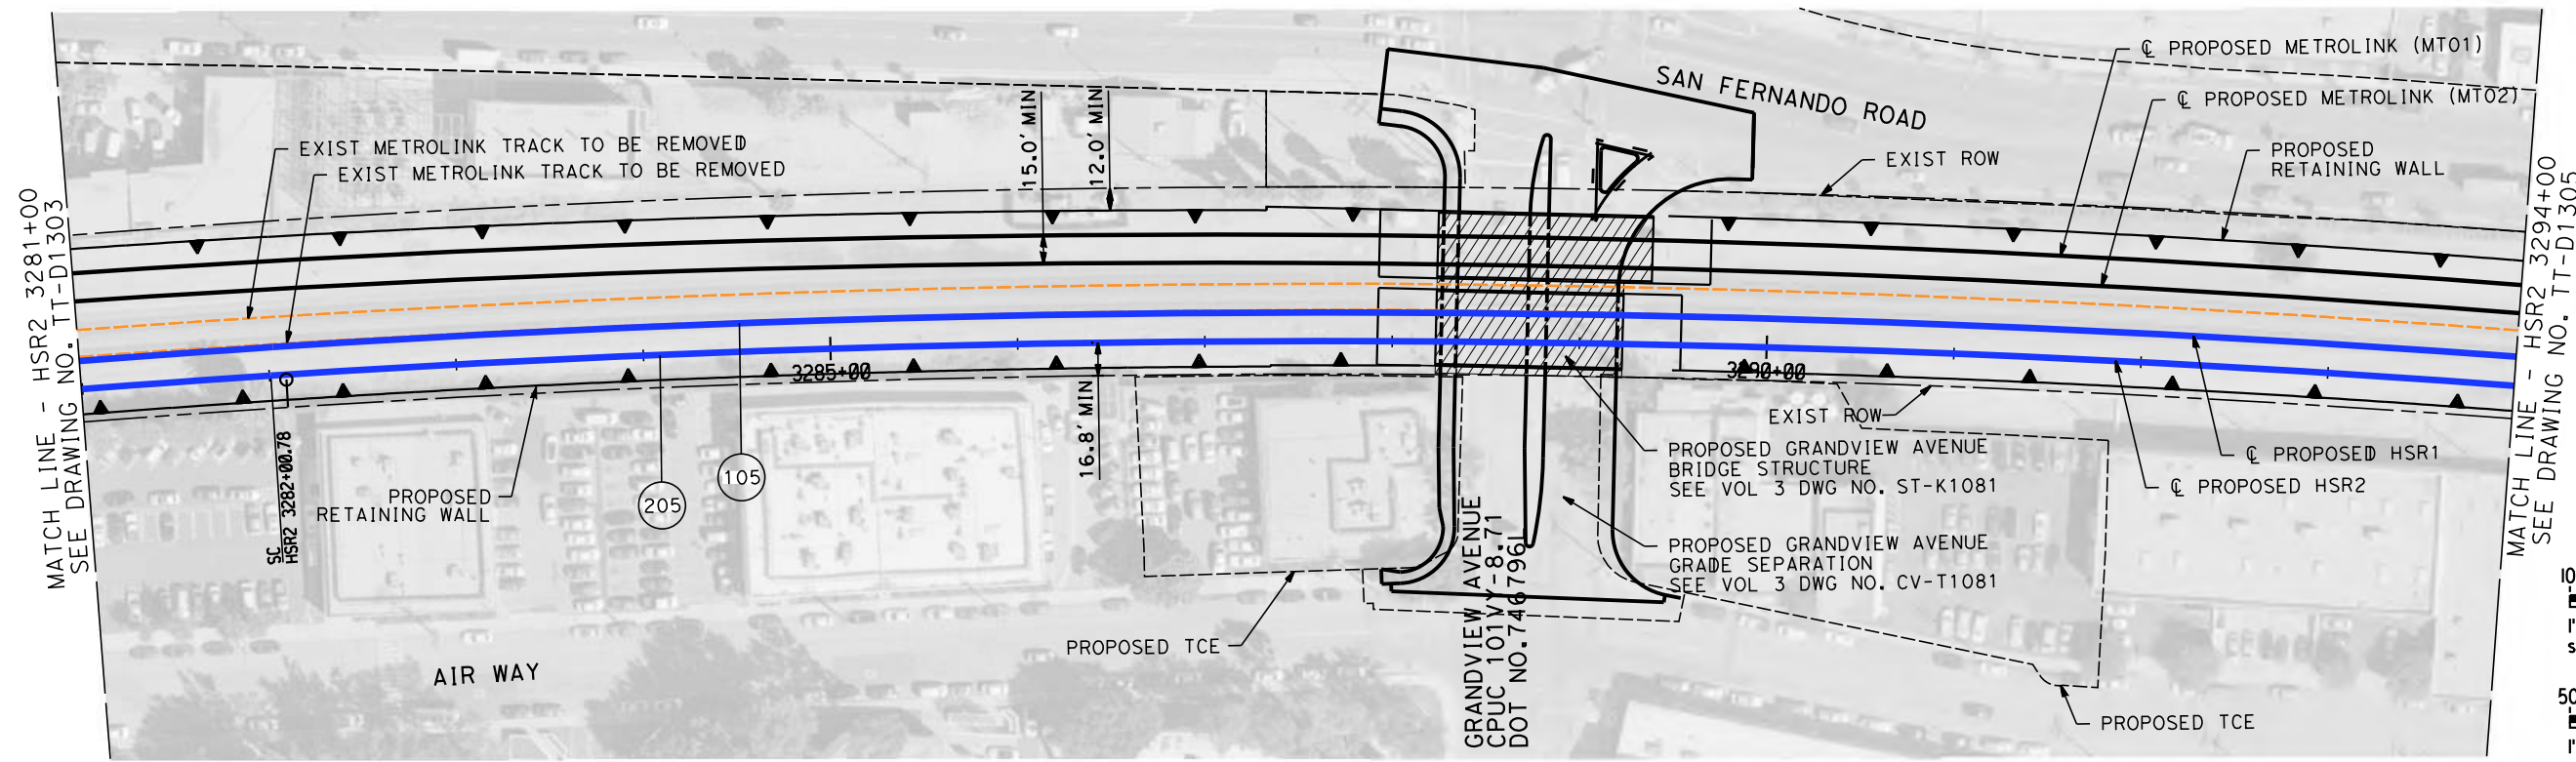 MATCH LINE - HSR2 3281+00
SEE DRAWING NO. TT-D1303
EXIST METROLINK TRACK TO BE REMOVED
EXIST METROLINK TRACK TO BE REMOVED
15.0' MIN
12.0' MIN
SAN FERNANDO ROAD
℄ PROPOSED METROLINK (MT01)
℄ PROPOSED METROLINK (MT02)
EXIST ROW
PROPOSED
RETAINING WALL
3285+00
3290+00
16.8' MIN
EXIST ROW
SC
HSR2 3282+00.78
PROPOSED
RETAINING WALL
205
105
PROPOSED GRANDVIEW AVENUE
BRIDGE STRUCTURE
SEE VOL 3 DWG NO. ST-K1081
℄ PROPOSED HSR1
℄ PROPOSED HSR2
PROPOSED GRANDVIEW AVENUE
GRADE SEPARATION
SEE VOL 3 DWG NO. CV-T1081
GRANDVIEW AVENUE
CPUC 101VY-8.71
DOT NO.746796L
PROPOSED TCE
AIR WAY
PROPOSED TCE
MATCH LINE - HSR2 3294+00
SEE DRAWING NO. TT-D1305